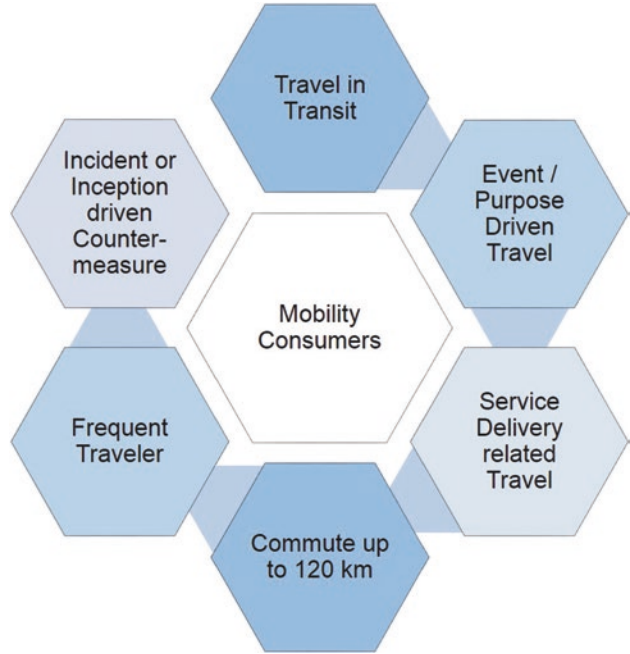 Travel in
Transit
Event /
Purpose
Driven
Travel
Service
Delivery
related
Travel
Commute up
to 120 km
Frequent
Traveler
Incident or
Inception
driven
Counter-
measure
Mobility
Consumers